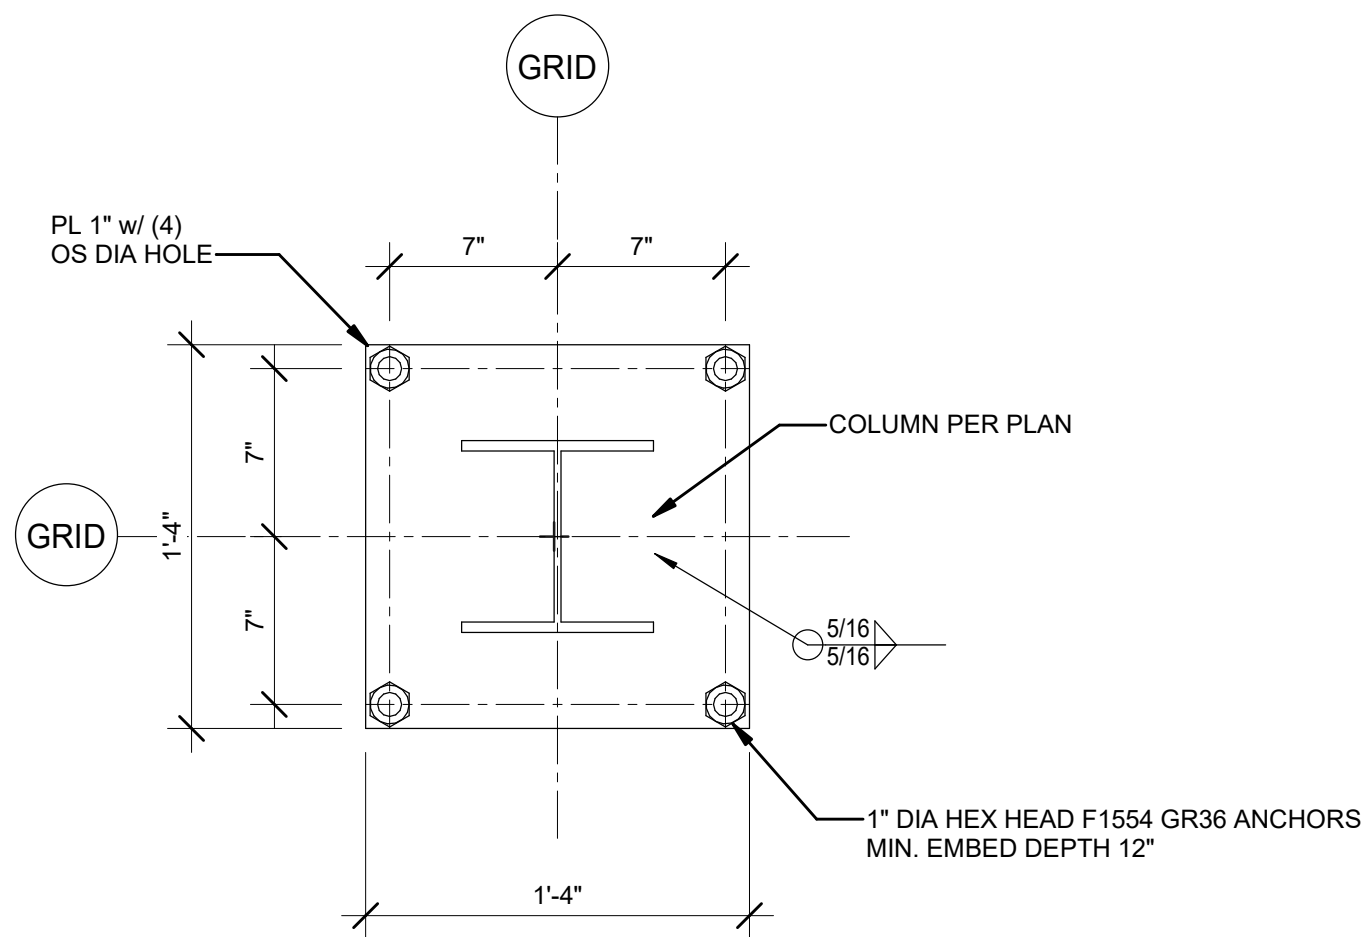 GRID
PL 1" w/ (4)
OS DIA HOLE
7"
7"
7"
COLUMN PER PLAN
GRID
1'-4"
7"
5/16
5/16
1" DIA HEX HEAD F1554 GR36 ANCHORS
MIN. EMBED DEPTH 12"
1'-4"